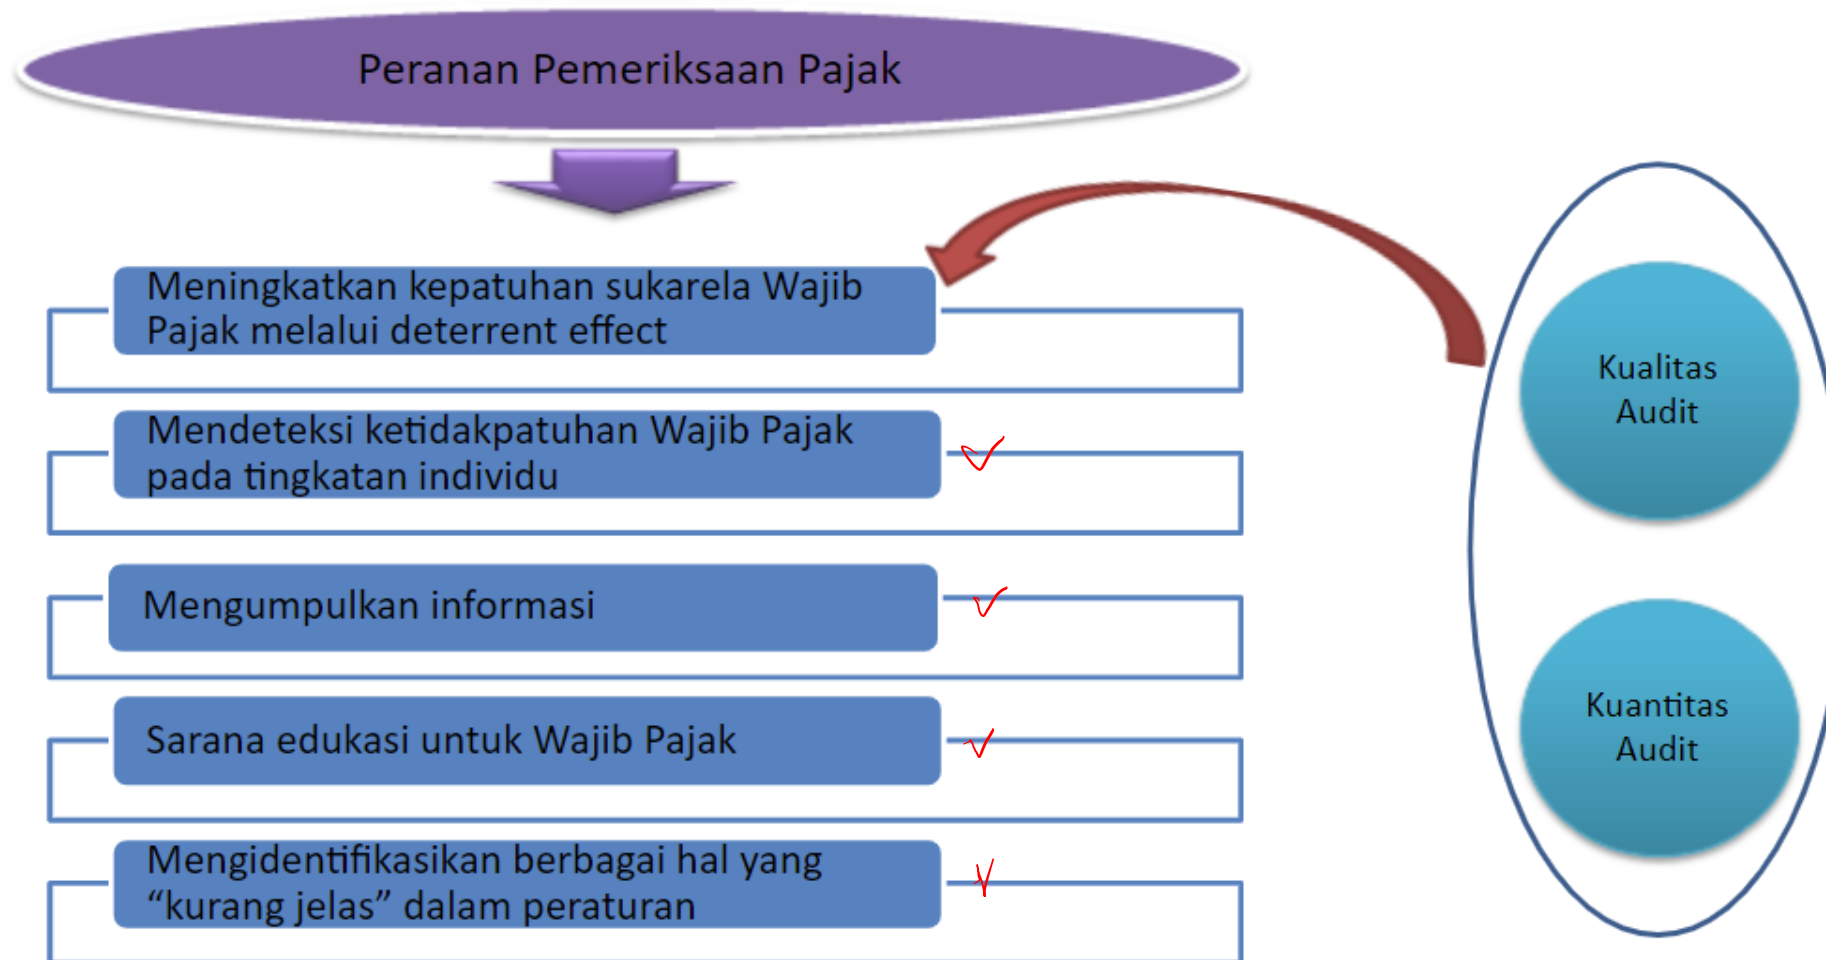 Peranan Pemeriksaan Pajak
Meningkatkan kepatuhan sukarela Wajib
Pajak melalui deterrent effect
Mendeteksi ketidakpatuhan Wajib Pajak
pada tingkatan individu
Mengumpulkan informasi
Sarana edukasi untuk Wajib Pajak
Mengidentifikasikan berbagai hal yang
“kurang jelas” dalam peraturan
Kualitas
Audit
Kuantitas
Audit